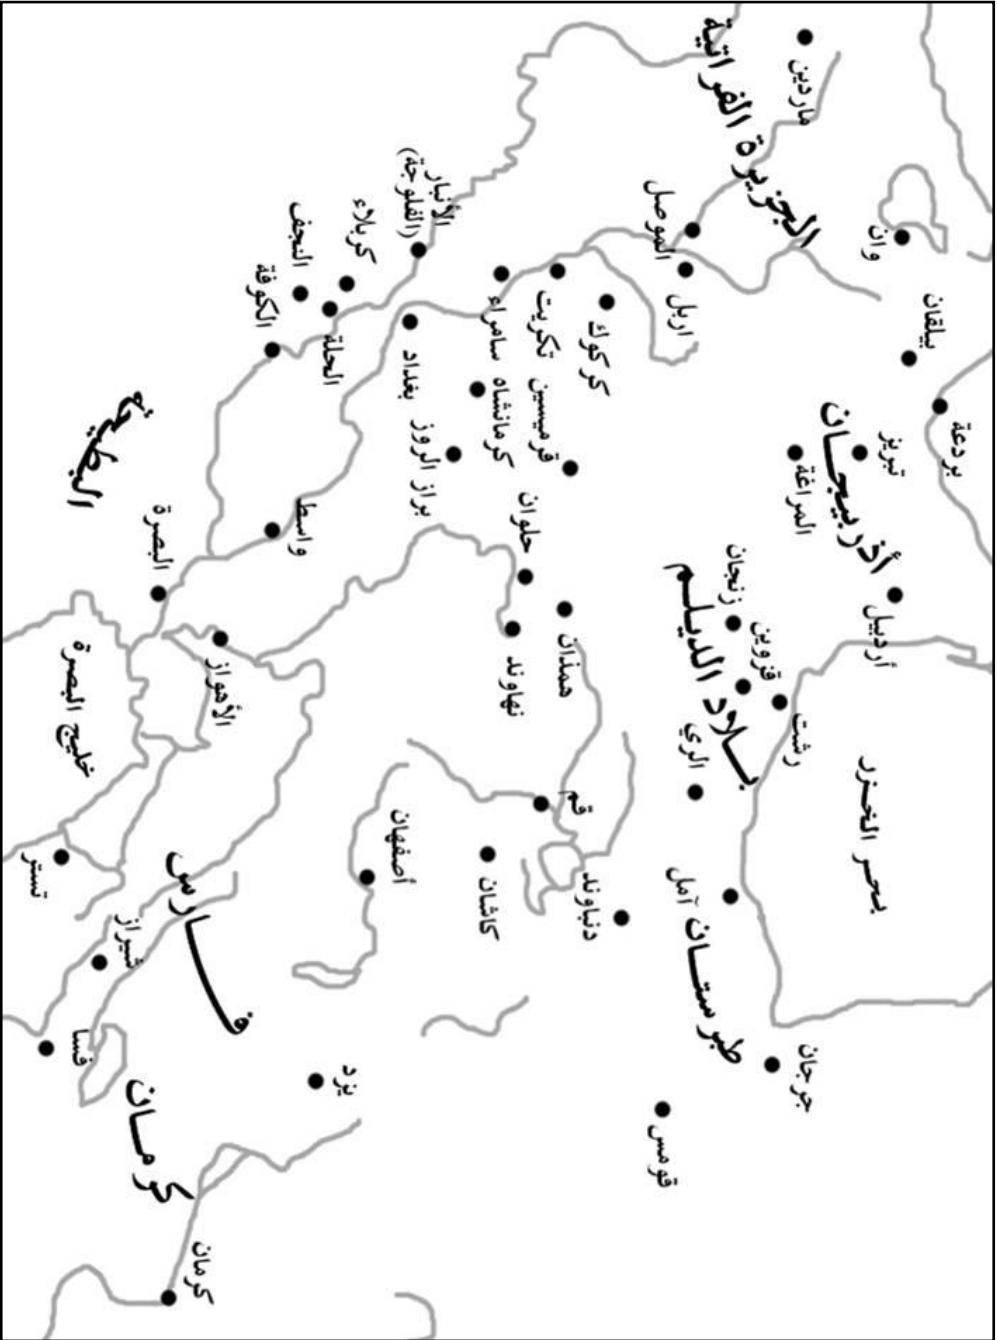 بردعة
بيلقان
أردبيل
تبريز
وان
بحر الخزر
أذربيجان
جرجان
رشت
المراغة
ماردين
قزوين
زنجان
طبرستان
بلاد الديلم
الجزيرة الفراتية
آمل
الري
اربل
الموصل
قومس
دنباوند
كركوك
قم
همذان
قرميسين
تكريت
حلوان
نهاوند
كاشان
كرمانشاه
سامراء
براز الروز
الأنبار
(الفلوجة)
بغداد
أصفهان
كربلاء
يزد
الحلة
النجف
واسط
الكوفة
الأهواز
فارس
كرمان
كرمان
البصرة
شيراز
البطيحة
خليج البصرة
فسا
تستر